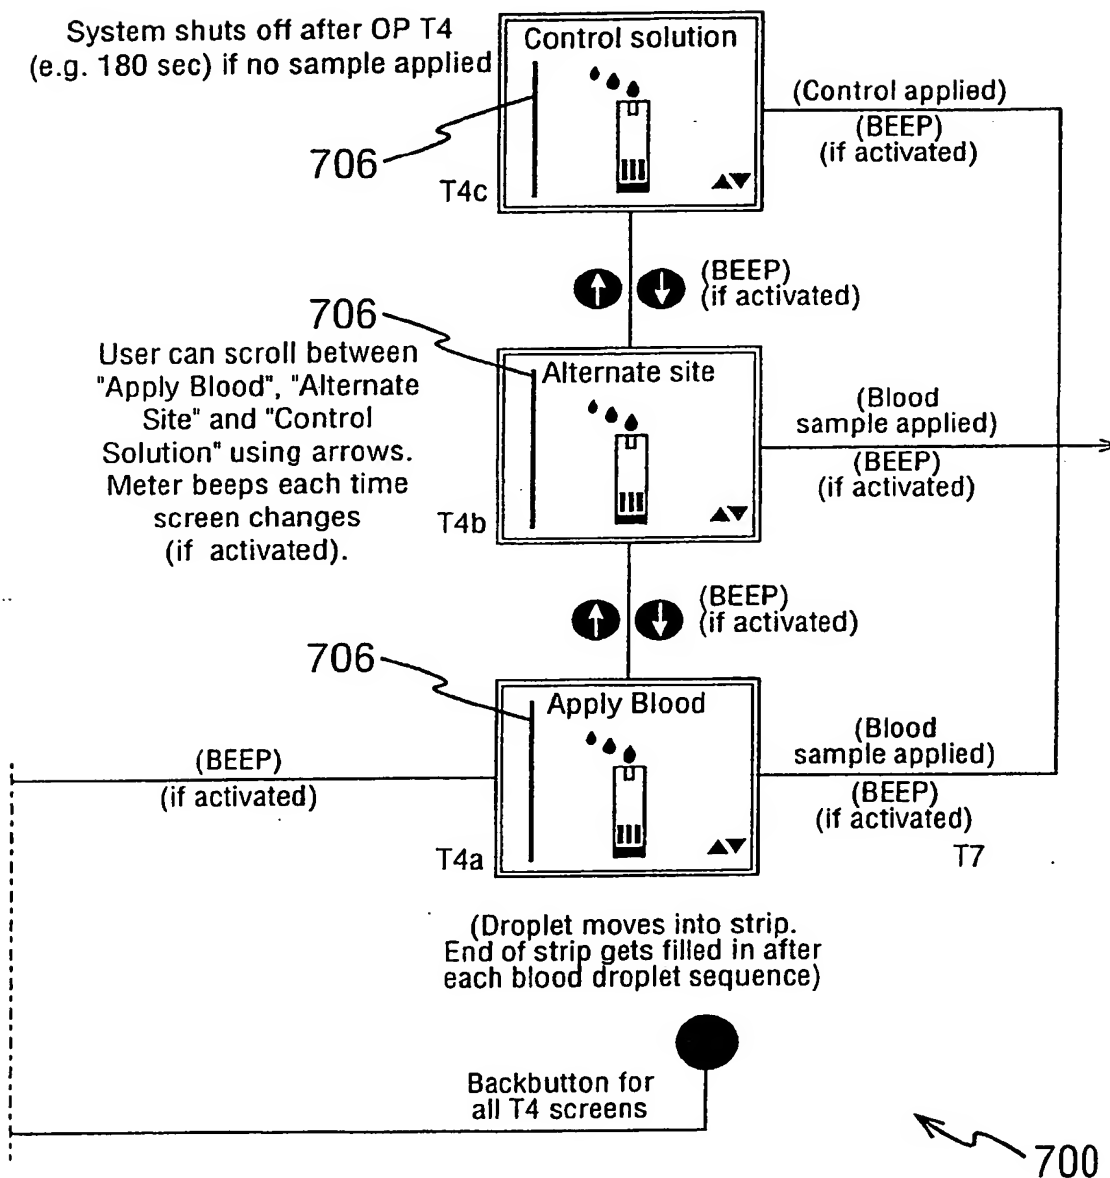 System shuts off after OP T4
(e.g. 180 sec) if no sample applied
706
T4c
Control solution
(Control applied)
(BEEP)
(if activated)
(BEEP)
(if activated)
706
User can scroll between
"Apply Blood", "Alternate
Site" and "Control
Solution" using arrows.
Meter beeps each time
screen changes
(if activated).
T4b
Alternate site
(Blood
sample applied)
(BEEP)
(if activated)
(BEEP)
(if activated)
706
Apply Blood
T4a
(BEEP)
(if activated)
(Blood
sample applied)
(BEEP)
(if activated)
T7
(Droplet moves into strip.
End of strip gets filled in after
each blood droplet sequence)
Backbutton for
all T4 screens
700